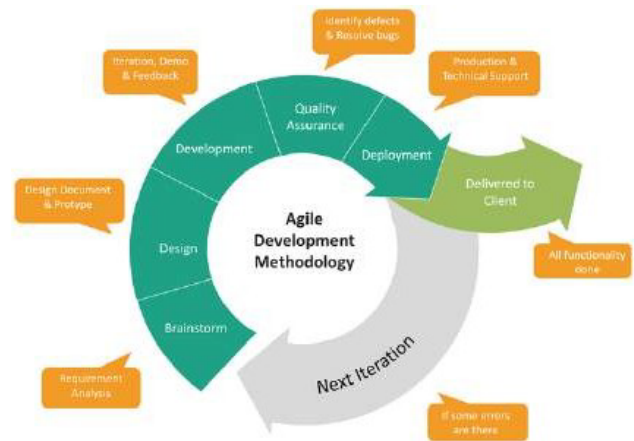 Identify defects
& Resolve bugs
Iteration, Demo
& Feedback
Production &
Technical Support
Quality
Assurance
Development
Deployment
Delivered to
Client
Design Document
& Protype
Agile
Development
Methodology
Design
All functionality
done
Brainstorm
Next Iteration
Requirement
Analysis
If some errors
are there